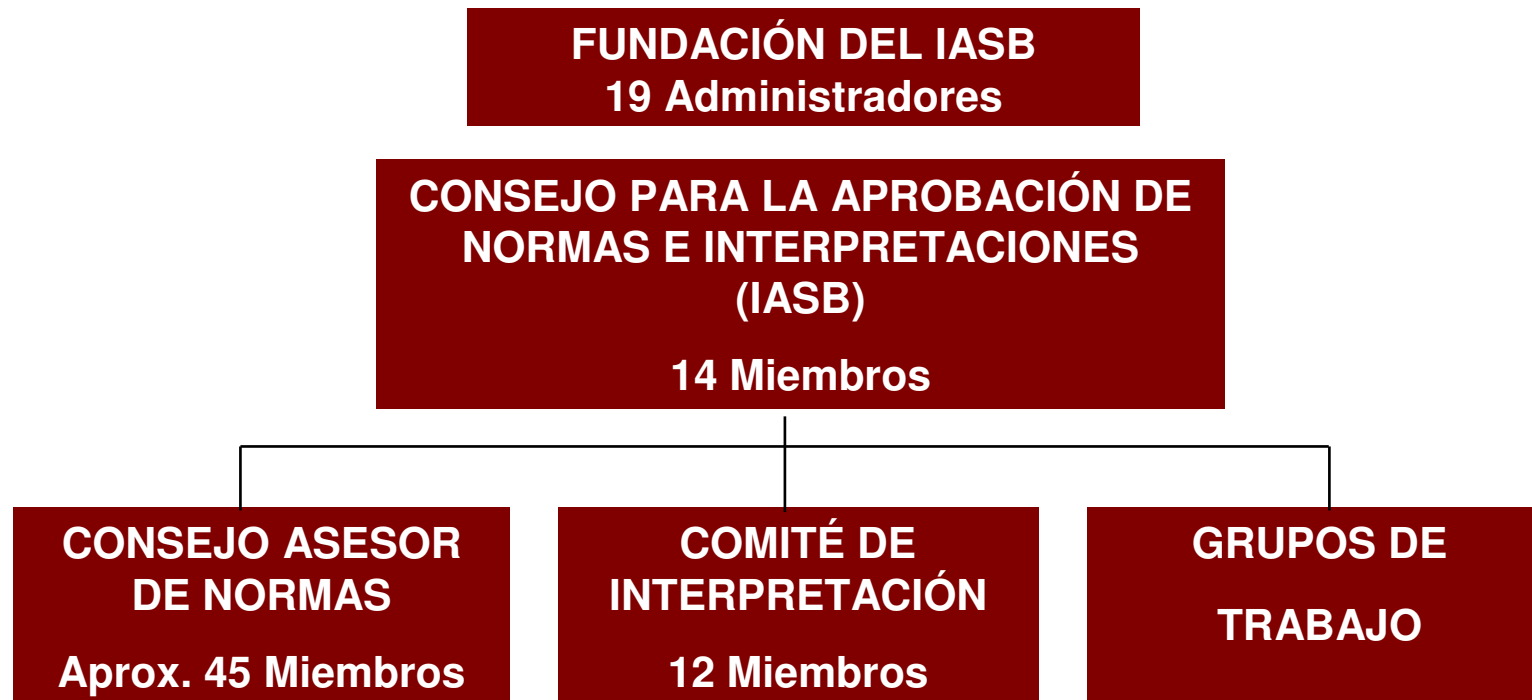 FUNDACIÓN DEL IASB
19 Administradores
CONSEJO PARA LA APROBACIÓN DE
NORMAS E INTERPRETACIONES
(IASB)
14 Miembros
CONSEJO ASESOR
DE NORMAS
Aprox. 45 Miembros
COMITÉ DE
INTERPRETACIÓN
12 Miembros
GRUPOS DE
TRABAJO